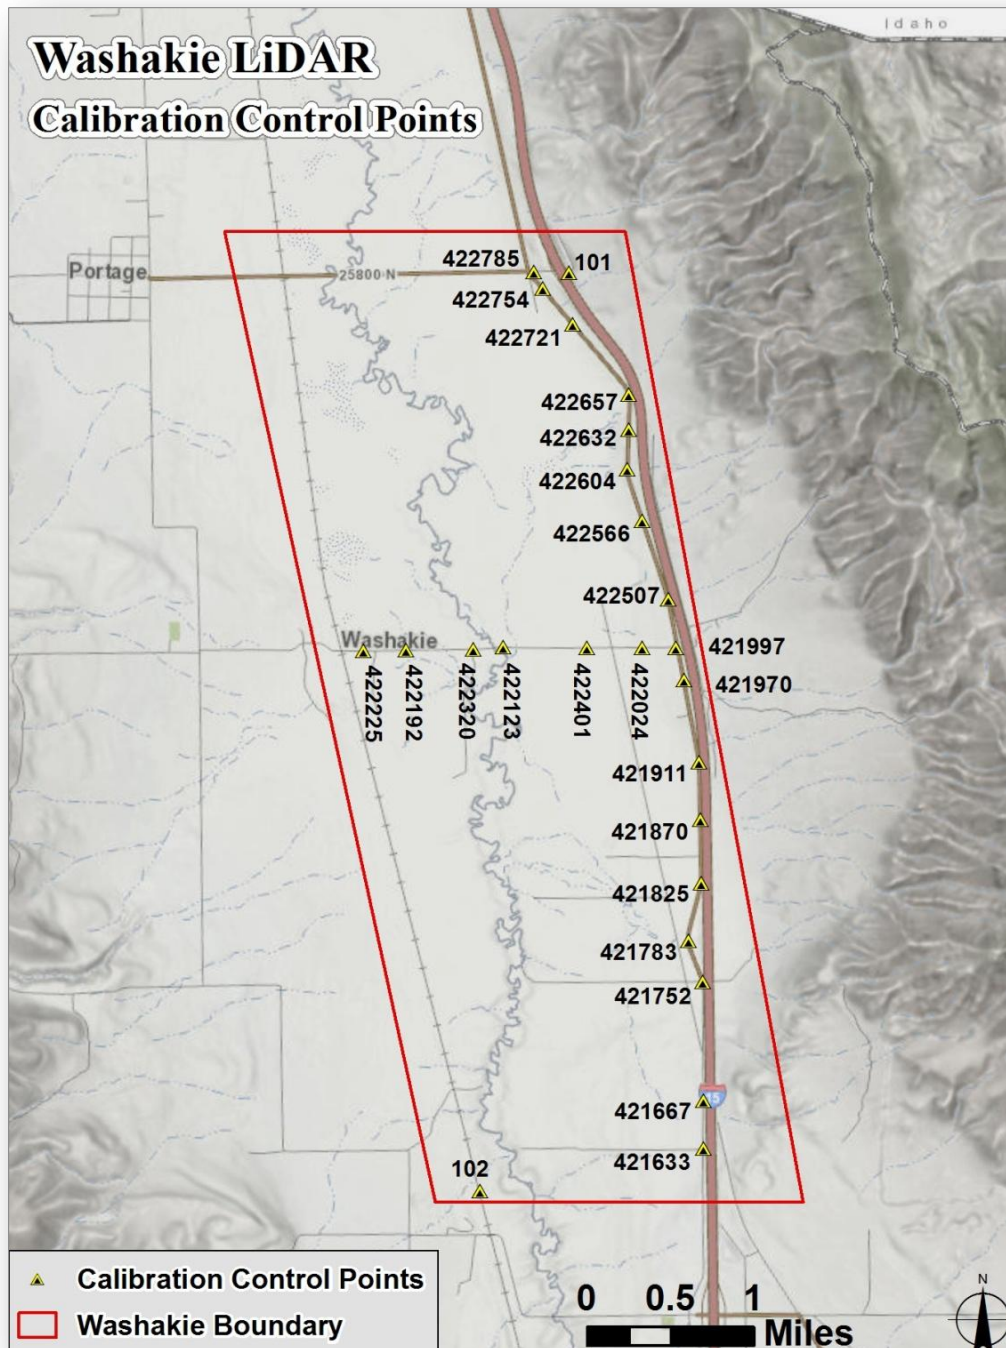 Idaho
Washakie LiDAR
Calibration Control Points
422785
101
Portage
25800 N
422754
422721
422657
422632
422604
422566
422507
Washakie
421997
422225
422192
422320
422123
422401
422024
421970
421911
421870
421825
421783
421752
421667
15
421633
102
Calibration Control Points
Washakie Boundary
0 0.5 1
Miles
N